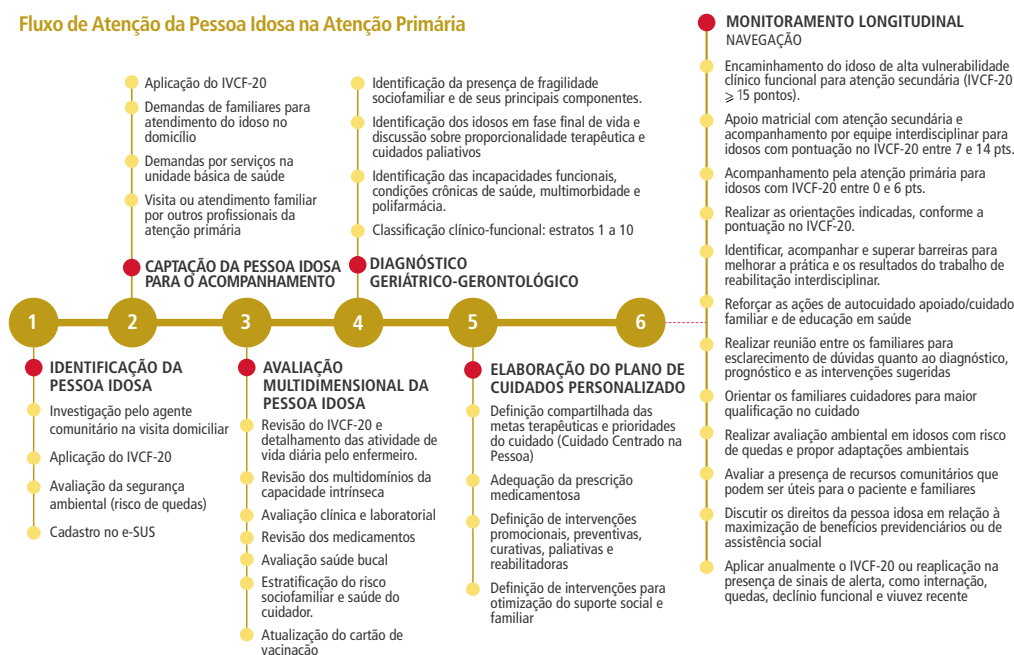 Fluxo de Atenção da Pessoa Idosa na Atenção Primária
1
IDENTIFICAÇÃO DA
PESSOA IDOSA
Investigação pelo agente
comunitário na visita domiciliar
Aplicação do IVCF-20
Avaliação da segurança
ambiental (risco de quedas)
Cadastro no e-SUS
2
Aplicação do IVCF-20
Demandas de familiares para
atendimento do idoso no
domicílio
Demandas por serviços na
unidade básica de saúde
Visita ou atendimento familiar
por outros profissionais da
atenção primária
CAPTAÇÃO DA PESSOA IDOSA
PARA O ACOMPANHAMENTO
3
AVALIAÇÃO
MULTIDIMENSIONAL DA
PESSOA IDOSA
Revisão do IVCF-20 e
detalhamento das atividade de
vida diária pelo enfermeiro.
Revisão dos multidomínios da
capacidade intrínseca
Avaliação clínica e laboratorial
Revisão dos medicamentos
Avaliação saúde bucal
Estratificação do risco
sociofamiliar e saúde do
cuidador.
Atualização do cartão de
vacinação
4
Identificação da presença de fragilidade
sociofamiliar e de seus principais componentes.
Identificação dos idosos em fase final de vida e
discussão sobre proporcionalidade terapêutica e
cuidados paliativos
Identificação das incapacidades funcionais,
condições crônicas de saúde, multimorbidade e
polifarmácia.
Classificação clínico-funcional: estratos 1 a 10
DIAGNÓSTICO
GERIÁTRICO-GERONTOLÓGICO
5
ELABORAÇÃO DO PLANO DE
CUIDADOS PERSONALIZADO
Definição compartilhada das
metas terapêuticas e prioridades
do cuidado (Cuidado Centrado na
Pessoa)
Adequação da prescrição
medicamentosa
Definição de intervenções
promocionais, preventivas,
curativas, paliativas e
reabilitadoras
Definição de intervenções para
otimização do suporte social e
familiar
6
MONITORAMENTO LONGITUDINAL
NAVEGAÇÃO
Encaminhamento do idoso de alta vulnerabilidade
clínico funcional para atenção secundária (IVCF-20
⩾ 15 pontos).
Apoio matricial com atenção secundária e
acompanhamento por equipe interdisciplinar para
idosos com pontuação no IVCF-20 entre 7 e 14 pts.
Acompanhamento pela atenção primária para
idosos com IVCF-20 entre 0 e 6 pts.
Realizar as orientações indicadas, conforme a
pontuação no IVCF-20.
Identificar, acompanhar e superar barreiras para
melhorar a prática e os resultados do trabalho de
reabilitação interdisciplinar.
Reforçar as ações de autocuidado apoiado/cuidado
familiar e de educação em saúde
Realizar reunião entre os familiares para
esclarecimento de dúvidas quanto ao diagnóstico,
prognóstico e as intervenções sugeridas
Orientar os familiares cuidadores para maior
qualificação no cuidado
Realizar avaliação ambiental em idosos com risco
de quedas e propor adaptações ambientais
Avaliar a presença de recursos comunitários que
podem ser úteis para o paciente e familiares
Discutir os direitos da pessoa idosa em relação à
maximização de benefícios previdenciários ou de
assistência social
Aplicar anualmente o IVCF-20 ou reaplicação na
presença de sinais de alerta, como internação,
quedas, declínio funcional e viuvez recente